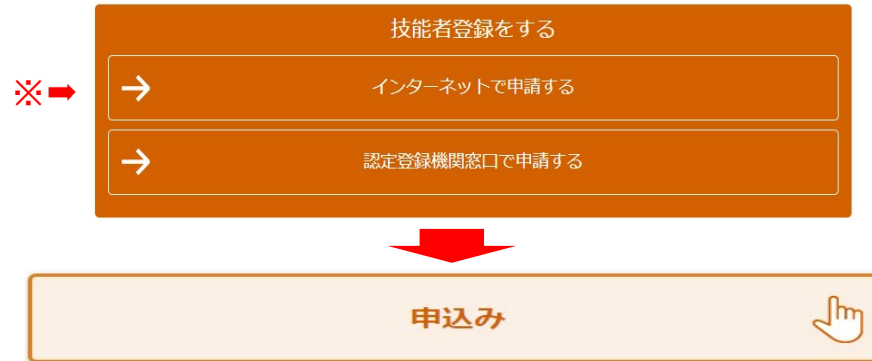 技能者登録をする
※➡ → インターネットで申請する
→ 認定登録機関窓口で申請する
申込み